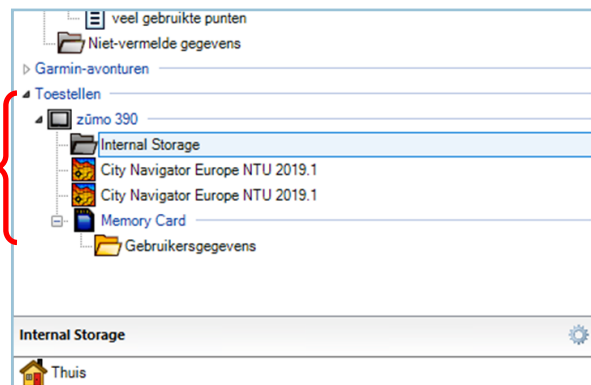 veel gebruikte punten
Niet-vermelde gegevens
Garmin-avonturen
Toestellen
zūmo 390
Internal Storage
City Navigator Europe NTU 2019.1
City Navigator Europe NTU 2019.1
Memory Card
Gebruikersgegevens
Internal Storage
Thuis